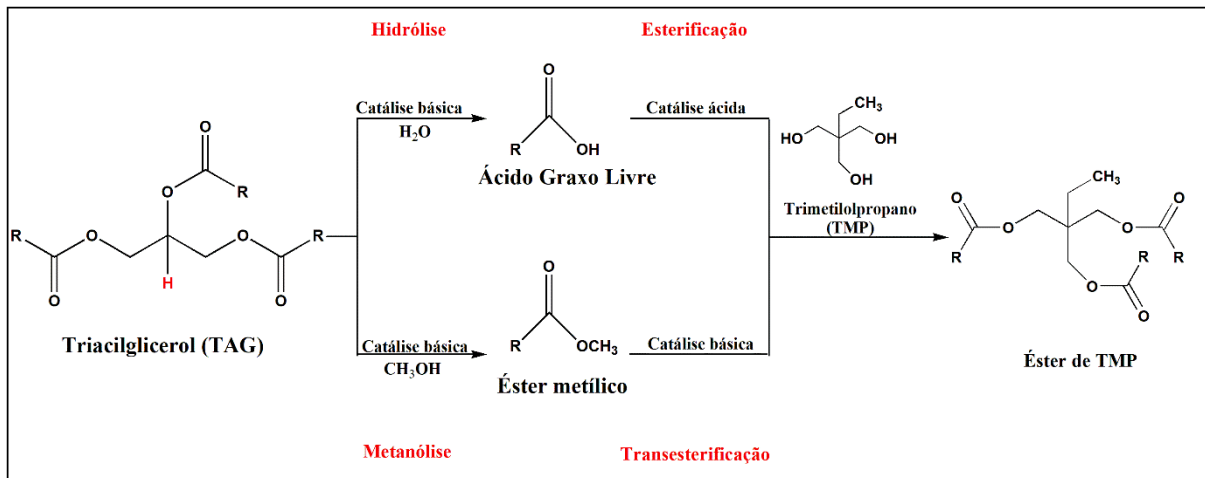 Hidrólise
Esterificação
Catálise básica
H₂O
O
R
OH
Ácido Graxo Livre
Catálise ácida
CH₃
HO
OH
OH
Trimetilolpropano
(TMP)
O
O
R
R
O
O
R
O
H
O
Triacilglicerol (TAG)
Catálise básica
CH₃OH
O
R
OCH₃
Éster metílico
Catálise básica
CH₃
O
O
R
O
O
R
R
O
O
Éster de TMP
Metanólise
Transesterificação